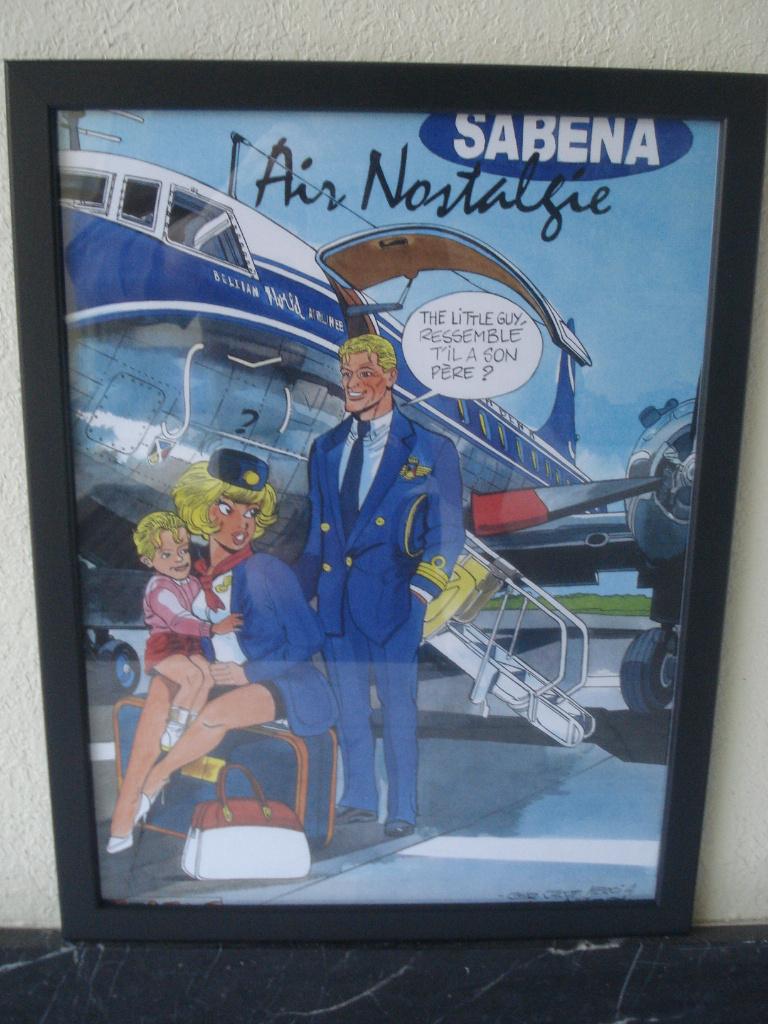 SABENA
Air Nostalgie
BELGIAN World AIRLINES
THE LITTLE GUY,
RESSEMBLE
T'IL A SON
PÈRE ?
?